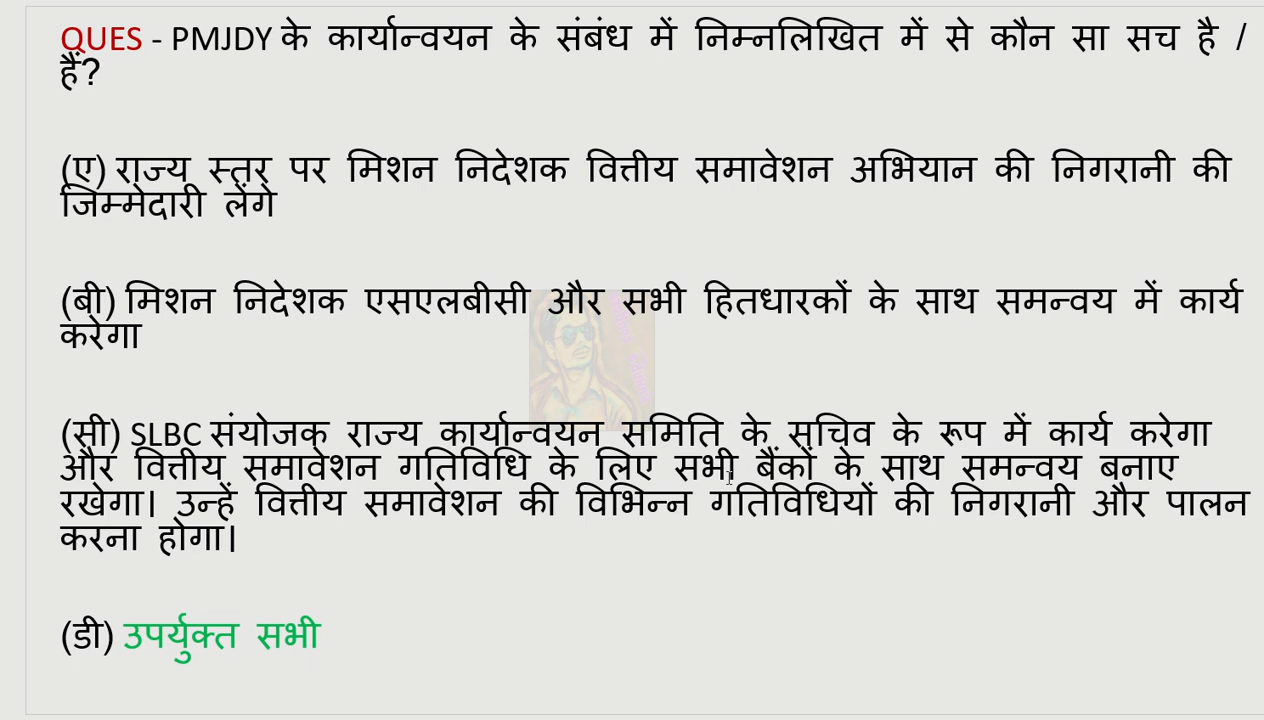 QUES - PMJDY के कार्यान्वयन के संबंध में निम्नलिखित में से कौन सा सच है /
हैं?
(ए) राज्य स्तर पर मिशन निदेशक वित्तीय समावेशन अभियान की निगरानी की
जिम्मेदारी लेंगे
(बी) मिशन निदेशक एसएलबीसी और सभी हितधारकों के साथ समन्वय में कार्य
करेगा
(सी) SLBC संयोजक राज्य कार्यान्वयन समिति के सचिव के रूप में कार्य करेगा
और वित्तीय समावेशन गतिविधि के लिए सभी बैंकों के साथ समन्वय बनाए
रखेगा। उन्हें वित्तीय समावेशन की विभिन्न गतिविधियों की निगरानी और पालन
करना होगा।
(डी) उपर्युक्त सभी